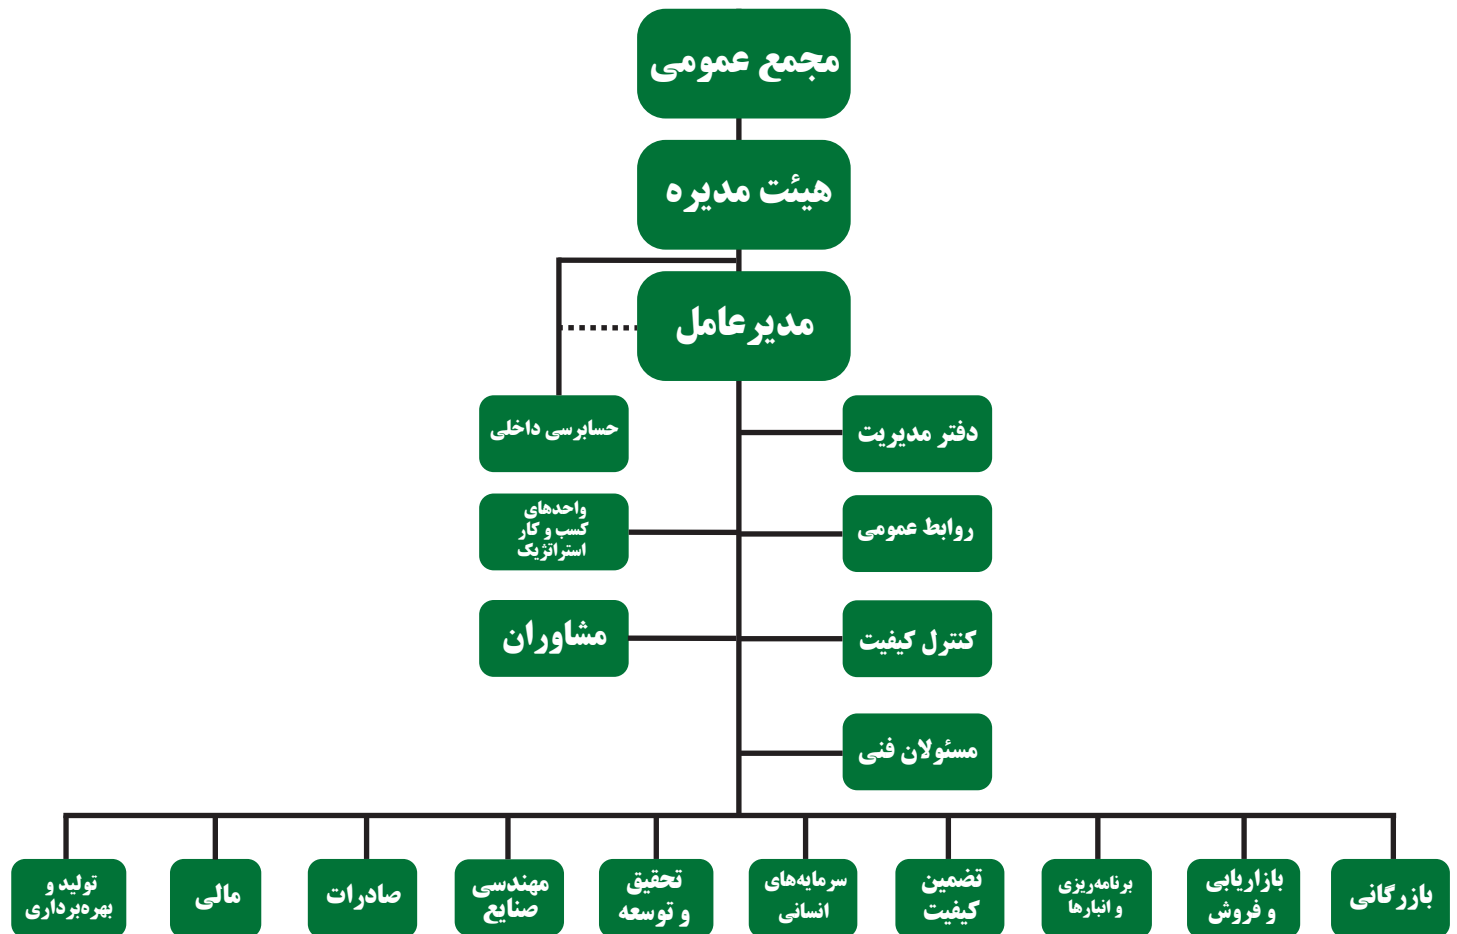 مجمع عمومی
هیئت مدیره
مدیرعامل
دفتر مدیریت
حسابرسی داخلی
روابط عمومی
واحدهای
کسب و کار
استراتژیک
کنترل کیفیت
مشاوران
مسئولان فنی
بازرگانی
بازاریابی
و فروش
برنامه‌ریزی
و انبارها
تضمین
کیفیت
سرمایه‌های
انسانی
تحقیق
و توسعه
مهندسی
صنایع
صادرات
مالی
تولید و
بهره‌برداری